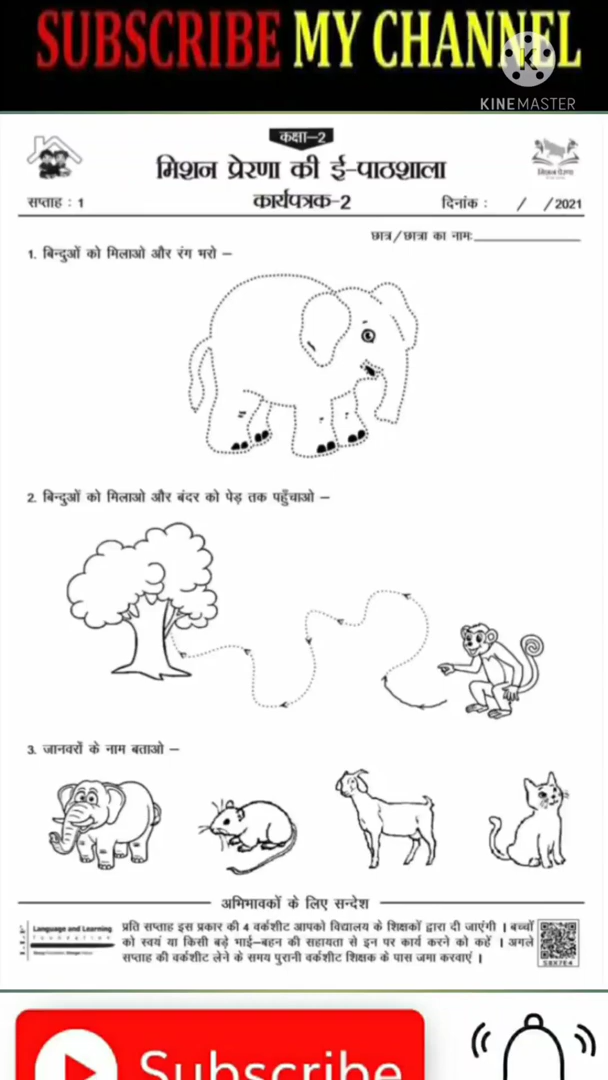 SUBSCRIBE MY CHANNEL
KINEMASTER
कक्षा-2
मिशन प्रेरणा की ई-पाठशाला
सप्ताह : 1
कार्यपत्रक-2
दिनांक : / /2021
छात्र/छात्रा का नाम:
1. बिन्दुओं को मिलाओ और रंग भरो –
2. बिन्दुओं को मिलाओ और बंदर को पेड़ तक पहुँचाओ –
3. जानवरों के नाम बताओ –
अभिभावकों के लिए सन्देश
Language and Learning
प्रति सप्ताह इस प्रकार की 4 वर्कशीट आपको विद्यालय के शिक्षकों द्वारा दी जाएंगी । बच्चों
को स्वयं या किसी बड़े भाई-बहन की सहायता से इन पर कार्य करने को कहें । अगले
सप्ताह की वर्कशीट लेने के समय पुरानी वर्कशीट शिक्षक के पास जमा करवाएं ।
Subscribe